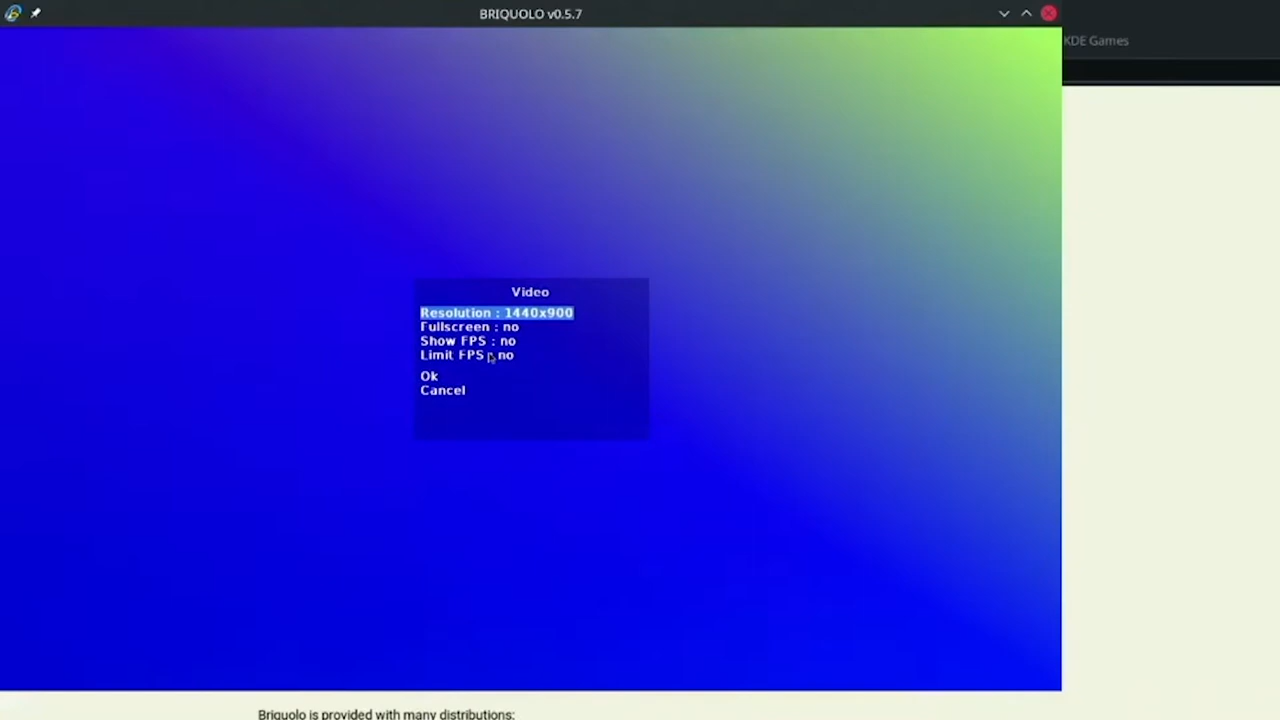 BRIQUOLO v0.5.7
KDE Games
Video
Resolution : 1440x900
Fullscreen : no
Show FPS : no
Limit FPS : no
Ok
Cancel
Briquolo is provided with many distributions: